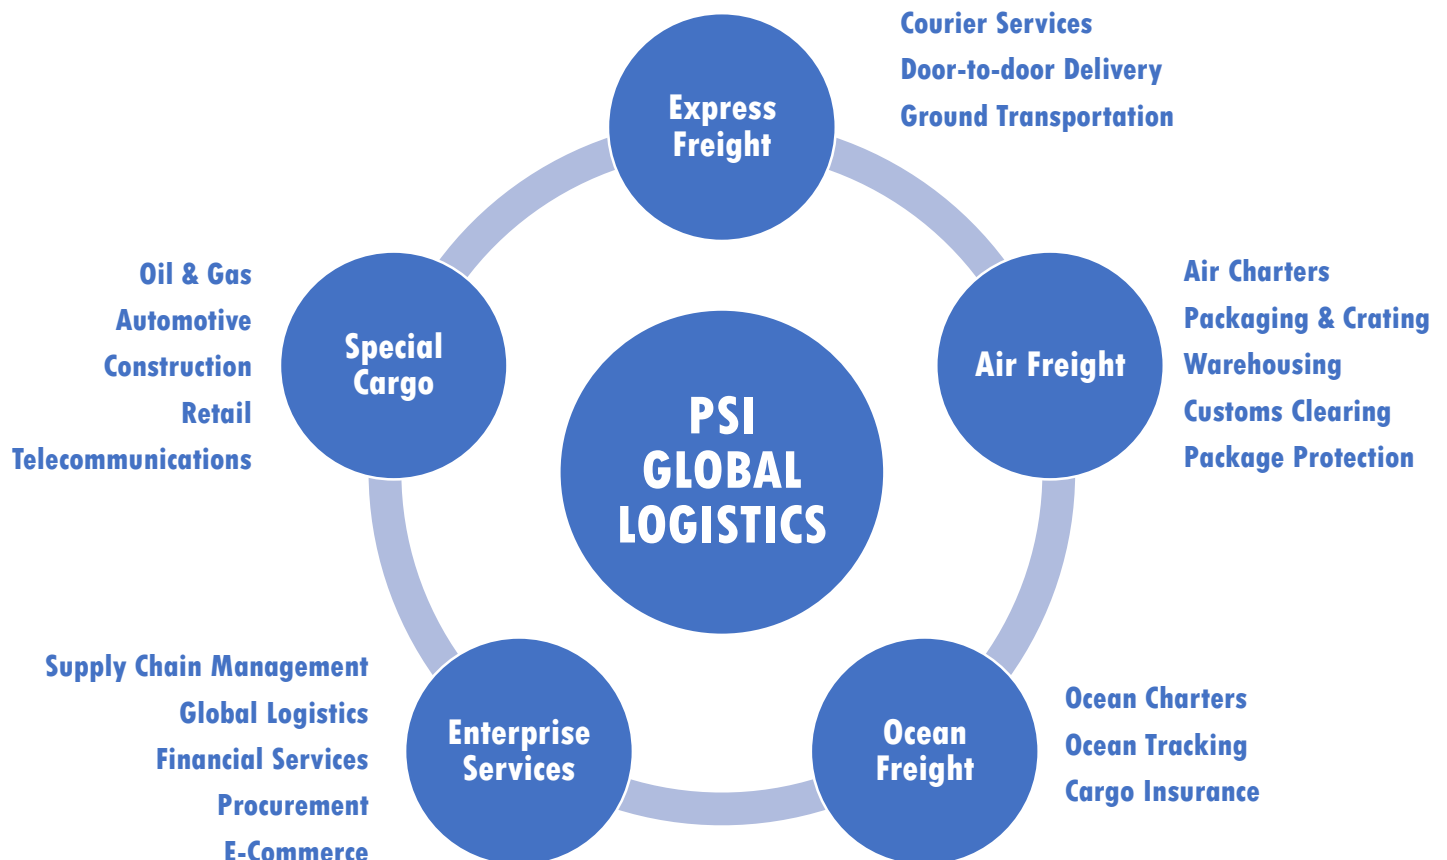 Courier Services
Door-to-door Delivery
Ground Transportation
Express
Freight
Oil & Gas
Automotive
Construction
Retail
Telecommunications
Special
Cargo
PSI
GLOBAL
LOGISTICS
Air Freight
Air Charters
Packaging & Crating
Warehousing
Customs Clearing
Package Protection
Supply Chain Management
Global Logistics
Financial Services
Procurement
E-Commerce
Enterprise
Services
Ocean
Freight
Ocean Charters
Ocean Tracking
Cargo Insurance